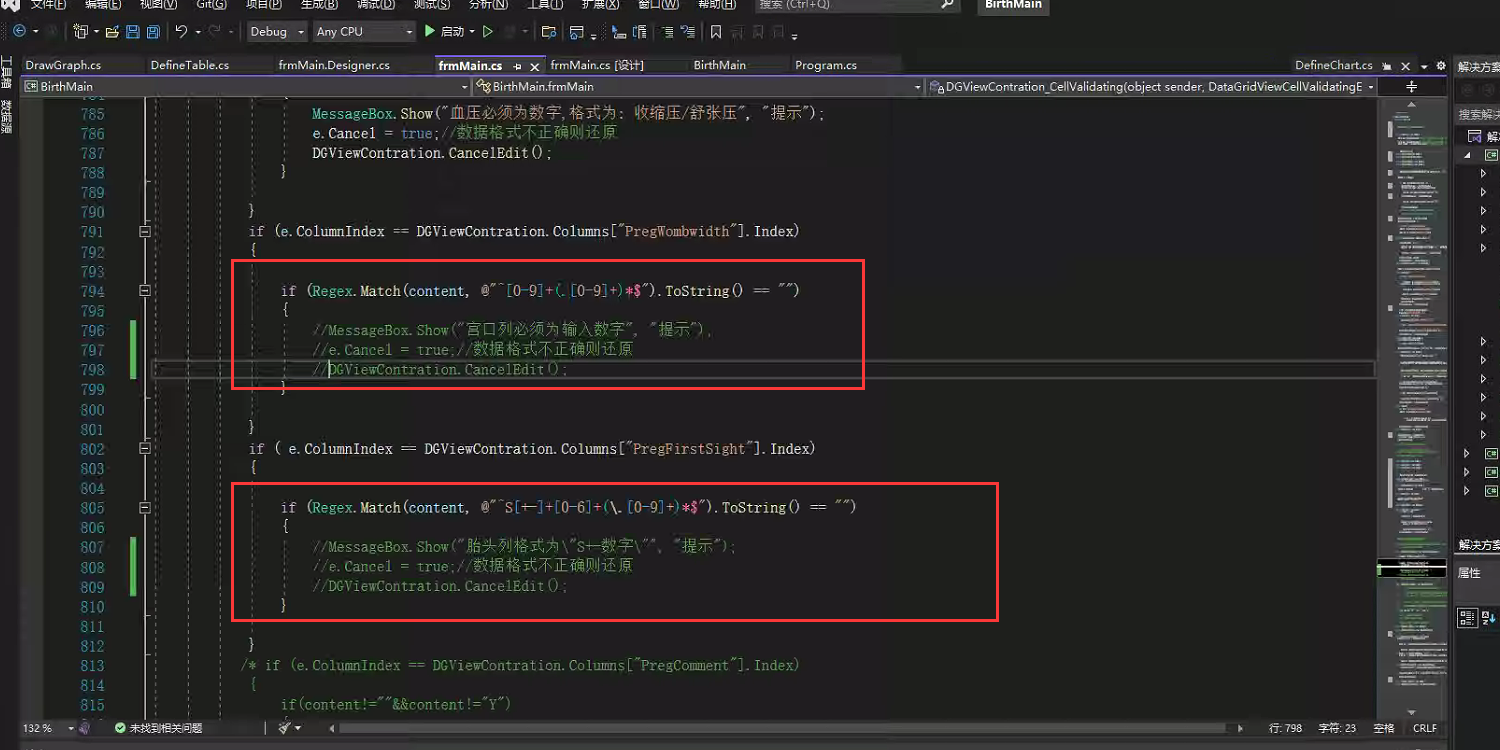 文件(F) 编辑(E) 视图(V) Git(G) 项目(P) 生成(B) 调试(D) 测试(S) 分析(N) 工具(T) 扩展(X) 窗口(W) 帮助(H) 搜索 (Ctrl+Q) BirthMain
Debug Any CPU 启动
DrawGraph.cs DefineTable.cs frmMain.Designer.cs frmMain.cs frmMain.cs [设计] BirthMain Program.cs DefineChart.cs 解决方案
工具箱
数据源
BirthMain BirthMain.frmMain DGViewContration_CellValidating(object sender, DataGridViewCellValidatingE
搜索解决
785 MessageBox.Show("血压必须为数字,格式为: 收缩压/舒张压", "提示");
786 e.Cancel = true;//数据格式不正确则还原
787 DGViewContration.CancelEdit();
788 }
789
790 }
791 if (e.ColumnIndex == DGViewContration.Columns["PregWombwidth"].Index)
792 {
793
794 if (Regex.Match(content, @"^[0-9]+(.[0-9]+)*$").ToString() == "")
795 {
796 //MessageBox.Show("宫口列必须为输入数字", "提示");
797 //e.Cancel = true;//数据格式不正确则还原
798 //DGViewContration.CancelEdit();
799 }
800
801 }
802 if ( e.ColumnIndex == DGViewContration.Columns["PregFirstSight"].Index)
803 {
804
805 if (Regex.Match(content, @"^S[+-]+[0-6]+(\.[0-9]+)*$").ToString() == "")
806 {
807 //MessageBox.Show("胎头列格式为\"S+-数字\"", "提示");
808 //e.Cancel = true;//数据格式不正确则还原
809 //DGViewContration.CancelEdit();
810 }
811
812 }
813 /* if (e.ColumnIndex == DGViewContration.Columns["PregComment"].Index)
814 {
815 if(content!=""&&content!="Y")
解决方案
属性
132 % 未找到相关问题 行: 798 字符: 23 空格 CRLF